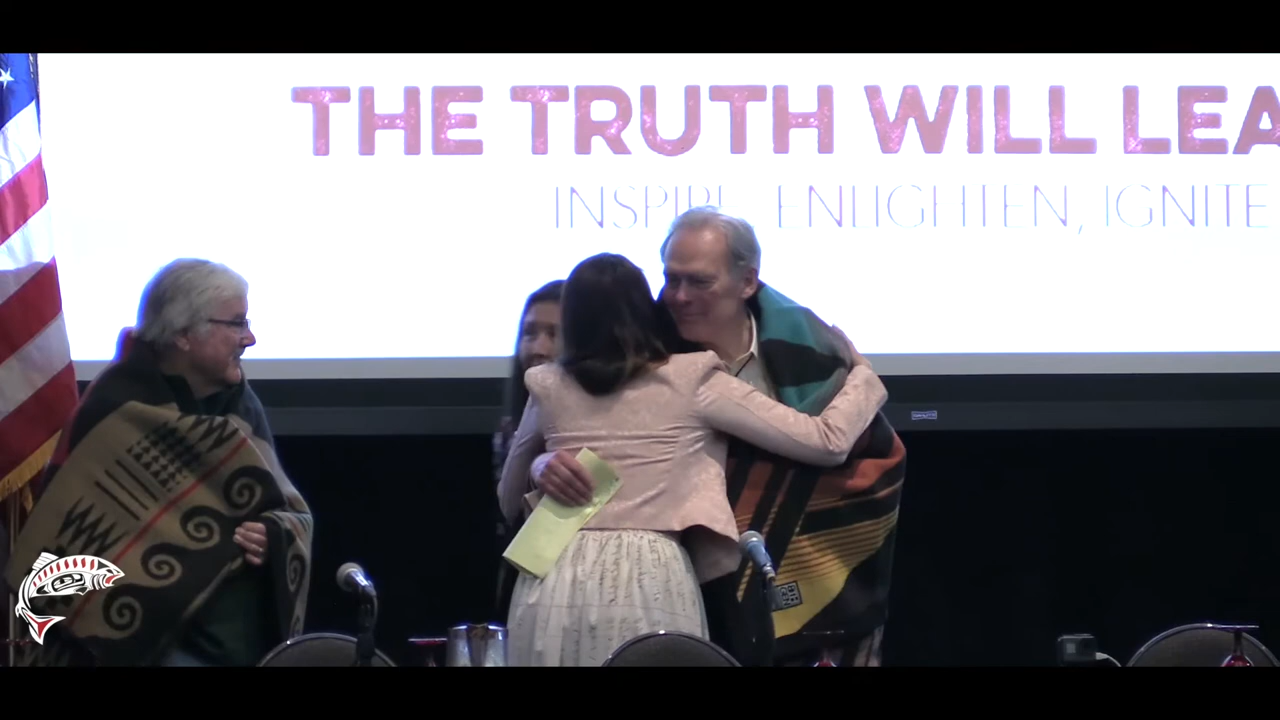 THE TRUTH WILL LEA
INSPIRE, ENLIGHTEN, IGNITE